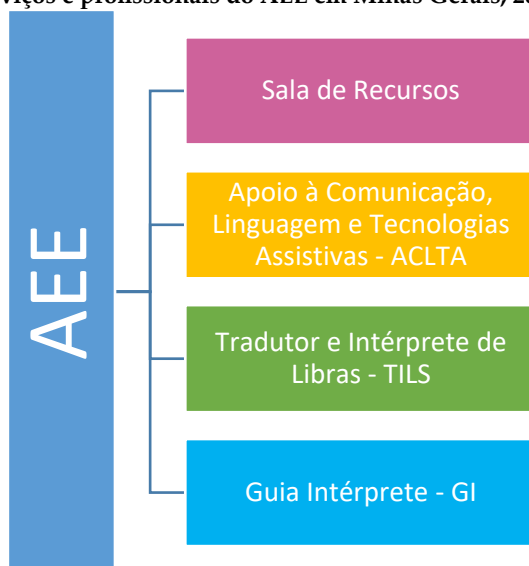 e profissionais do AEE em Minas Gerais,
AEE
Sala de Recursos
Apoio à Comunicação,
Linguagem e Tecnologias
Assistivas - ACLTA
Tradutor e Intérprete de
Libras - TILS
Guia Intérprete - GI